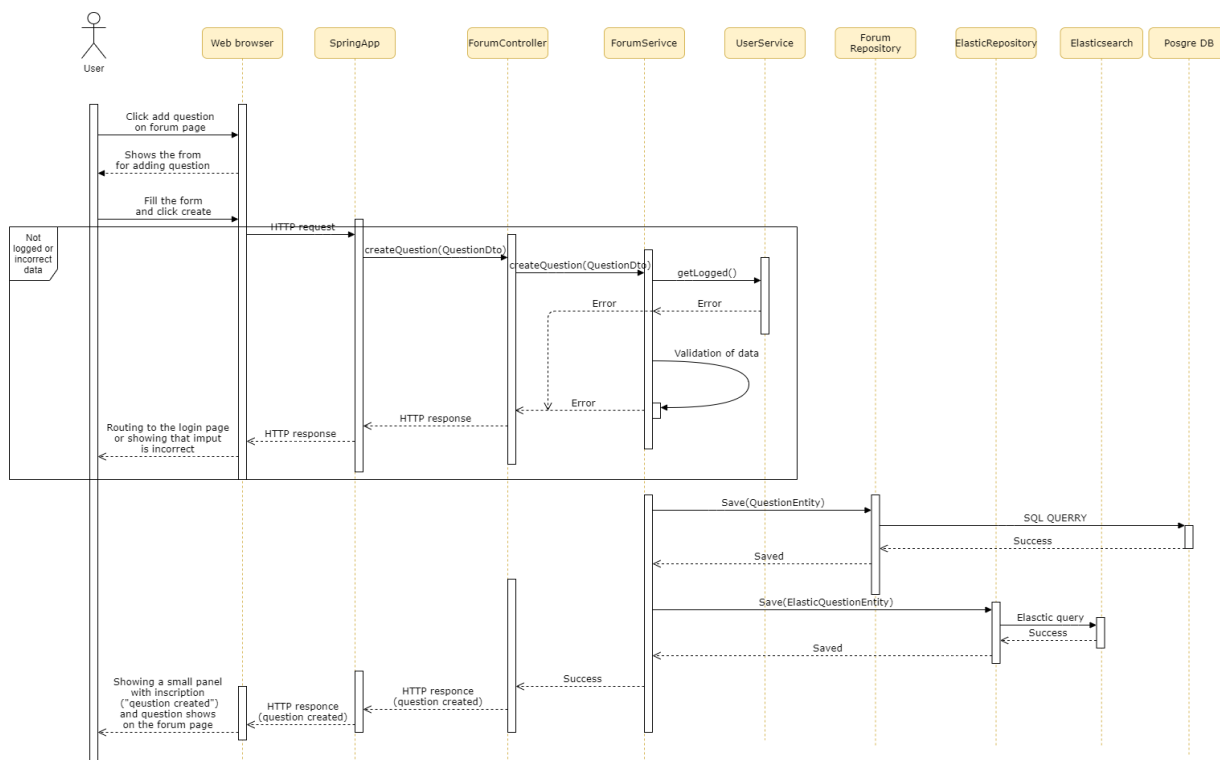 User
Web browser
SpringApp
ForumController
ForumSerivce
UserService
Forum
Repository
ElasticRepository
Elasticsearch
Posgre DB
Click add question
on forum page
Shows the from
for adding question
Fill the form
and click create
Not
logged or
incorrect
data
HTTP request
createQuestion(QuestionDto)
createQuestion(QuestionDto)
getLogged()
Error
Error
Validation of data
Error
HTTP response
HTTP response
Routing to the login page
or showing that imput
is incorrect
Save(QuestionEntity)
SQL QUERRY
Success
Saved
Save(ElasticQuestionEntity)
Elasctic query
Success
Saved
Success
HTTP responce
(question created)
HTTP responce
(question created)
Showing a small panel
with inscription
("qeustion created")
and question shows
on the forum page